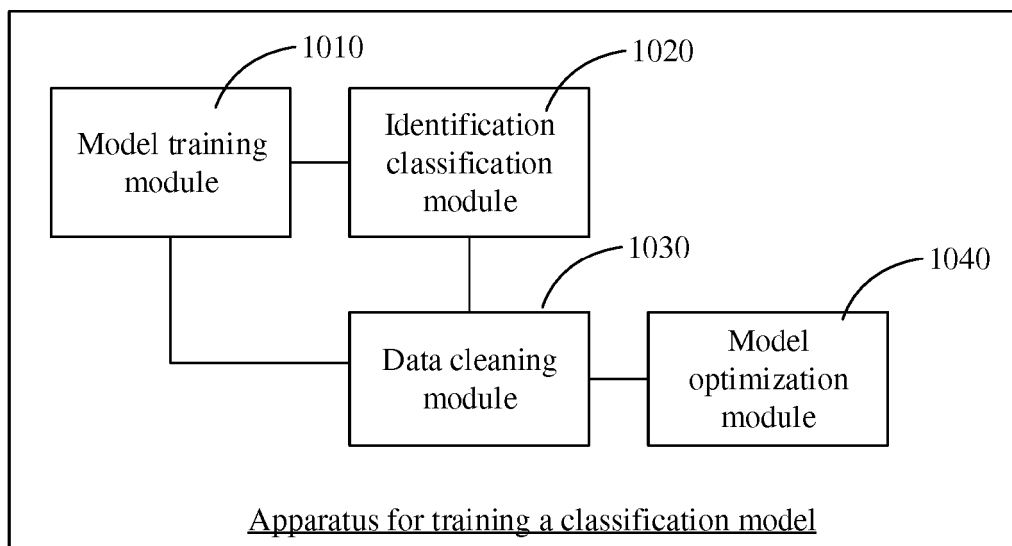 1010
1020
Model training
module
Identification
classification
module
1030
1040
Data cleaning
module
Model
optimization
module
Apparatus for training a classification model